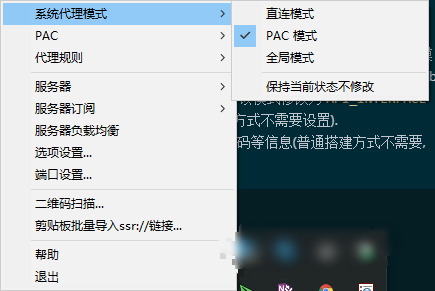 系统代理模式
PAC
代理规则
服务器
服务器订阅
服务器负载均衡
选项设置...
端口设置...
二维码扫描...
剪贴板批量导入ssr://链接...
帮助
退出
直连模式
PAC 模式
全局模式
保持当前状态不修改
方式不需要设置).
码等信息(普通搭建方式不需要,